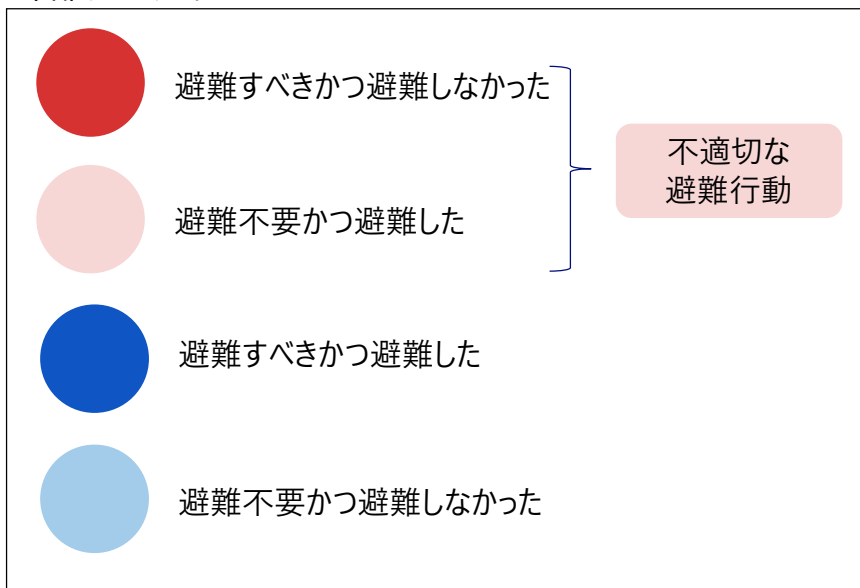 避難すべきかつ避難しなかった
不適切な
避難行動
避難不要かつ避難した
避難すべきかつ避難した
避難不要かつ避難しなかった